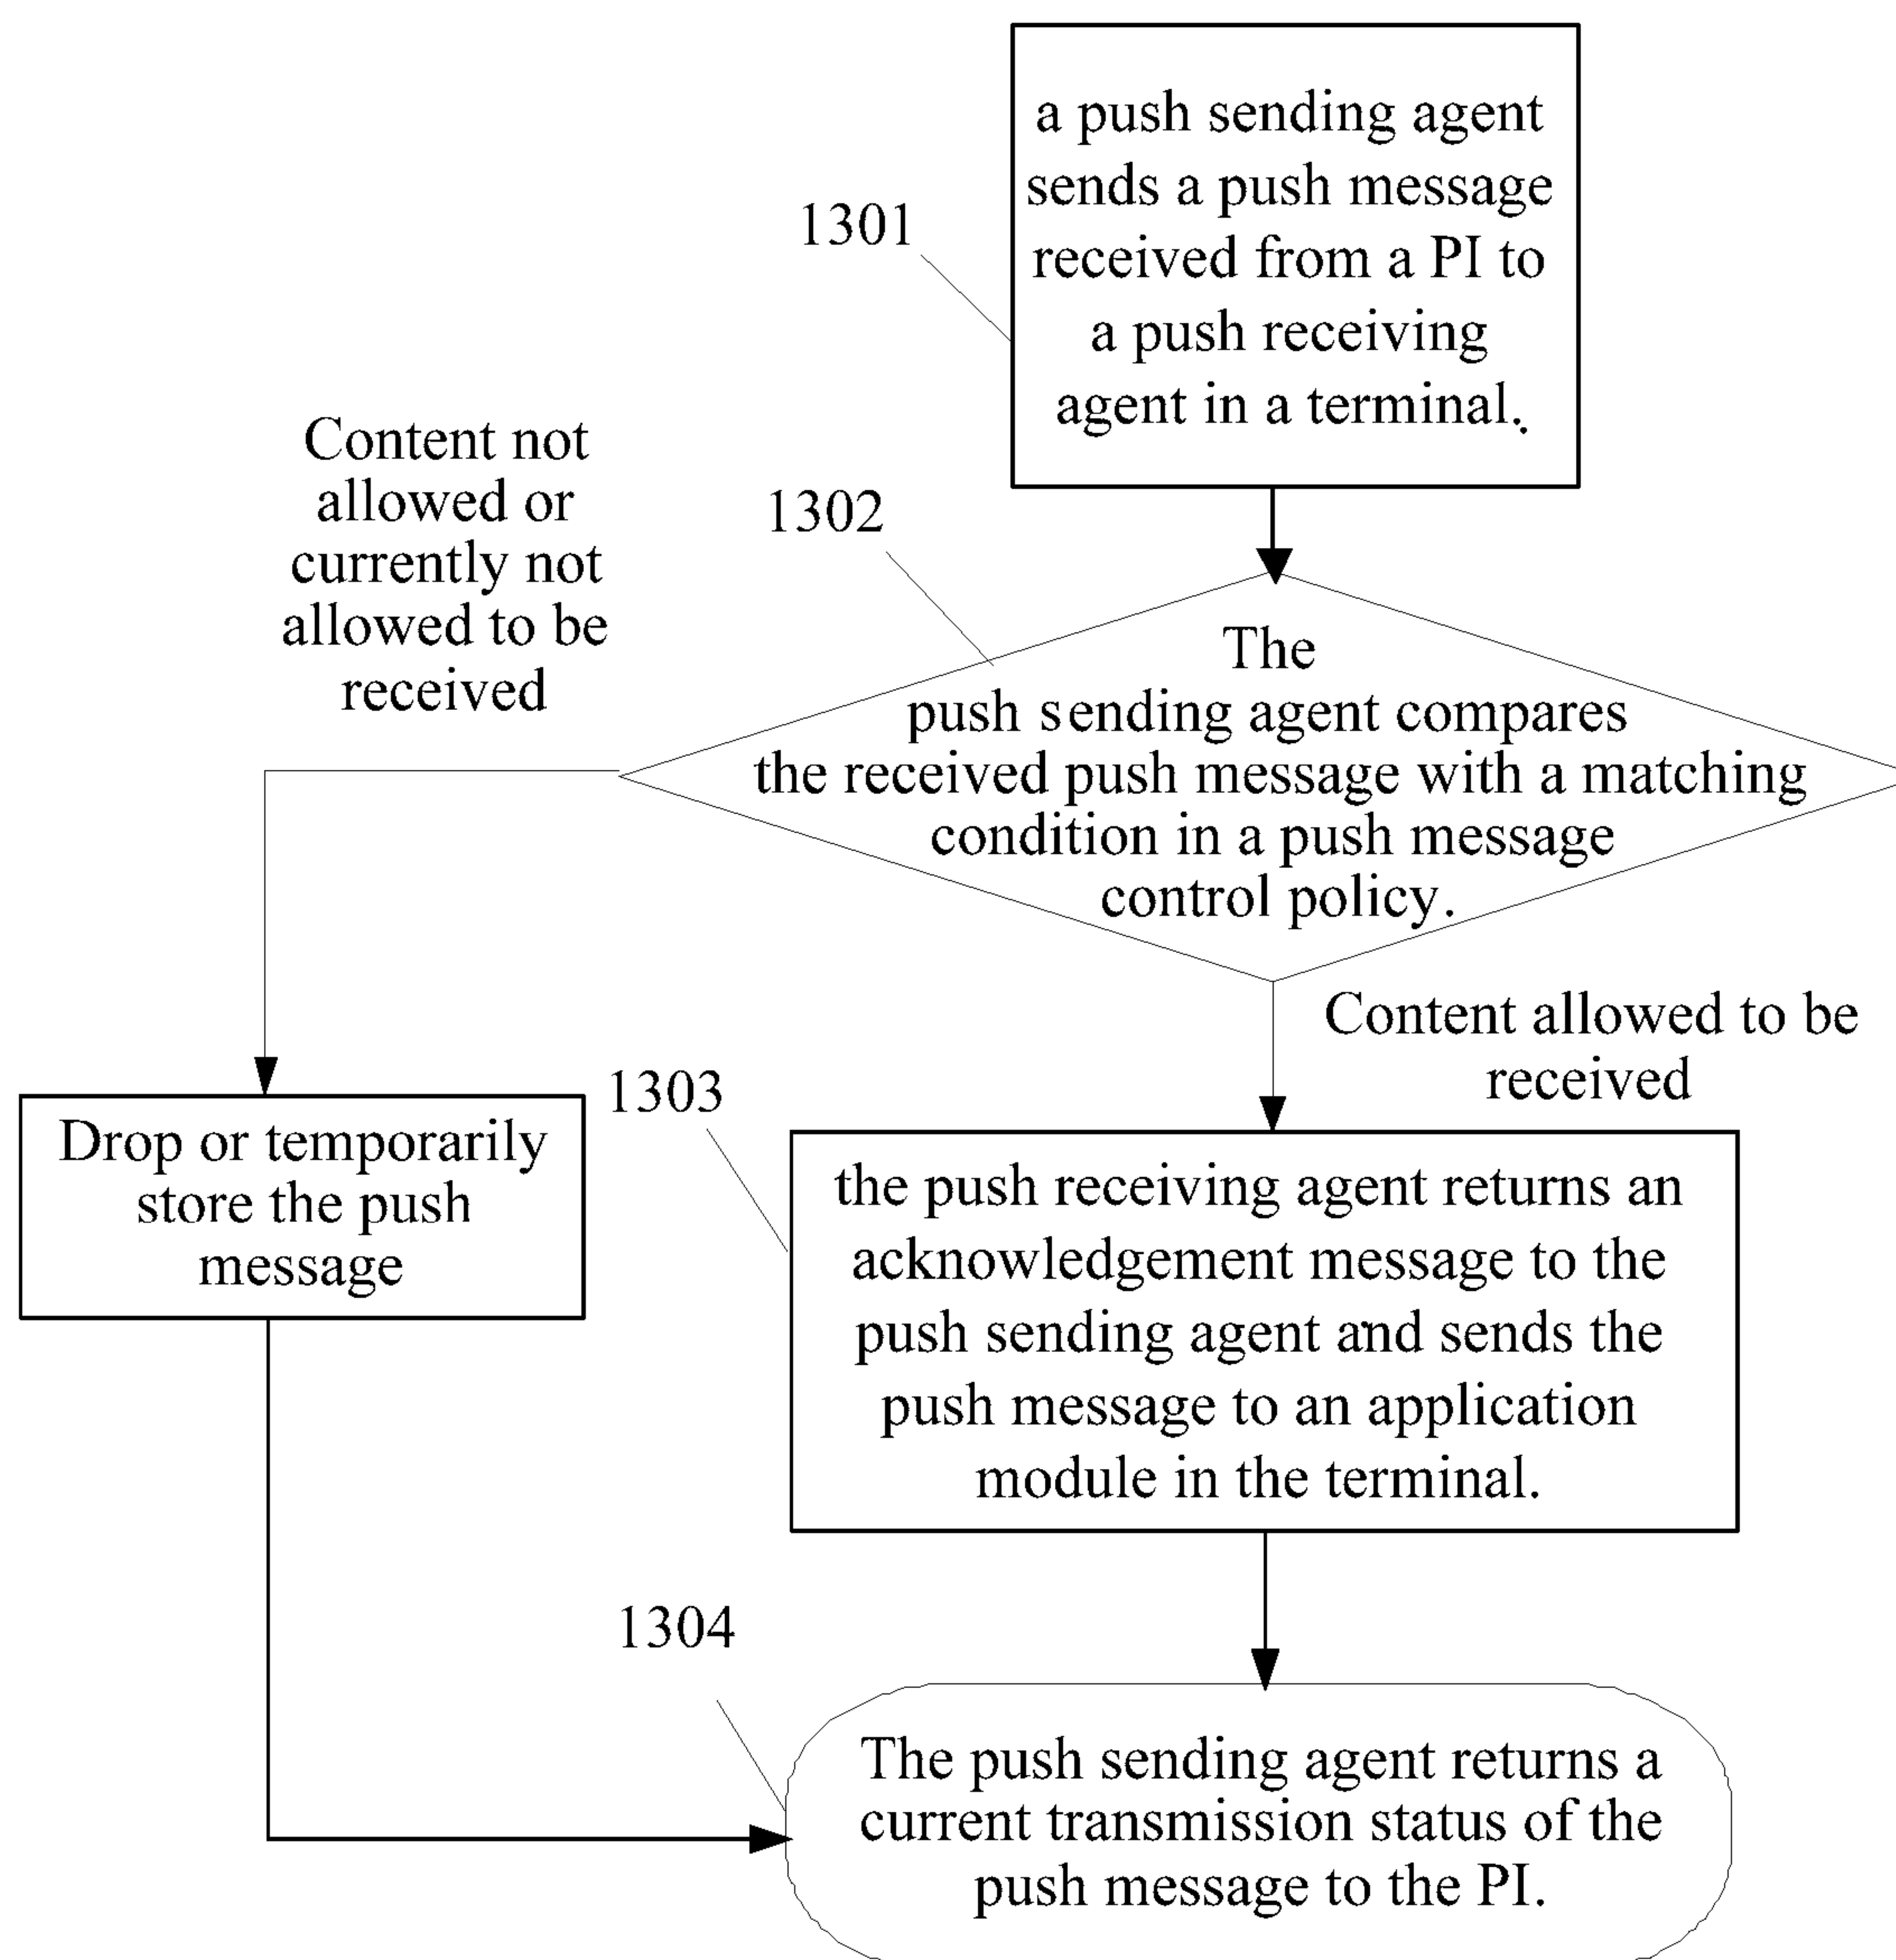 a push sending agent
sends a push message
received from a PI to
a push receiving
agent in a terminal.
1301
Content not
allowed or
currently not
allowed to be
received
1302
The
push sending agent compares
the received push message with a matching
condition in a push message
control policy.
Content allowed to be
received
1303
Drop or temporarily
store the push
message
the push receiving agent returns an
acknowledgement message to the
push sending agent and sends the
push message to an application
module in the terminal.
1304
The push sending agent returns a
current transmission status of the
push message to the PI.